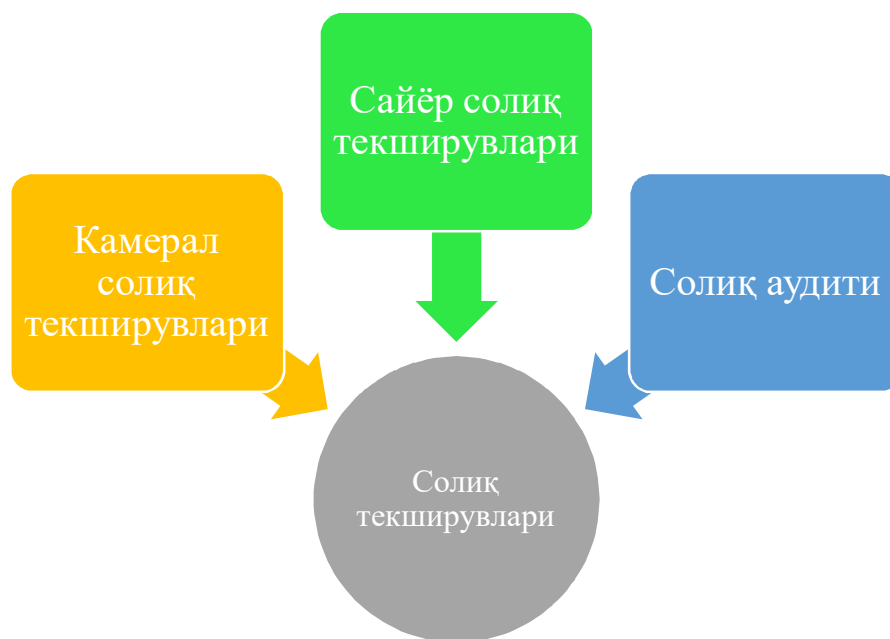 Сайёр солиқ
текширувлари
Камерал
солиқ
текширувлари
Солиқ аудити
Солиқ
текширувлари